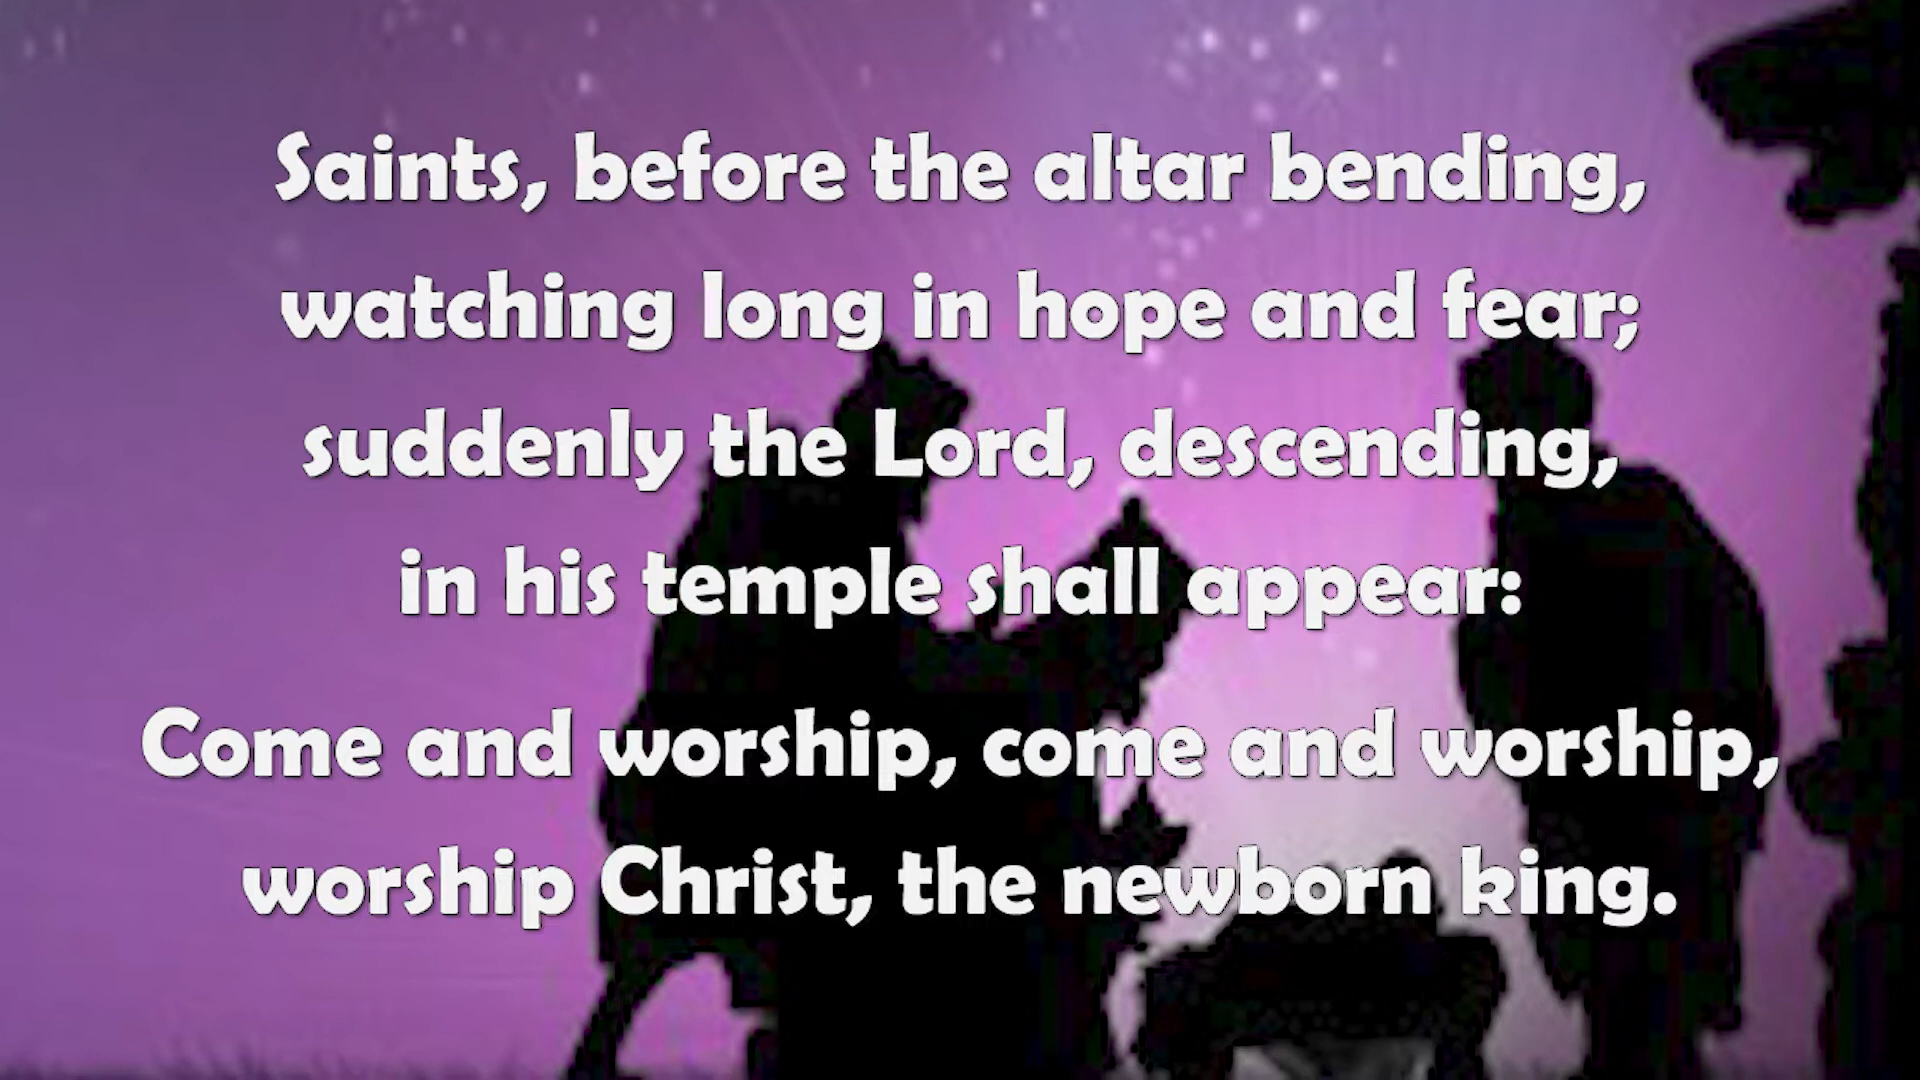 Saints, before the altar bending,
watching long in hope and fear;
suddenly the Lord, descending,
in his temple shall appear:
Come and worship, come and worship,
worship Christ, the newborn king.